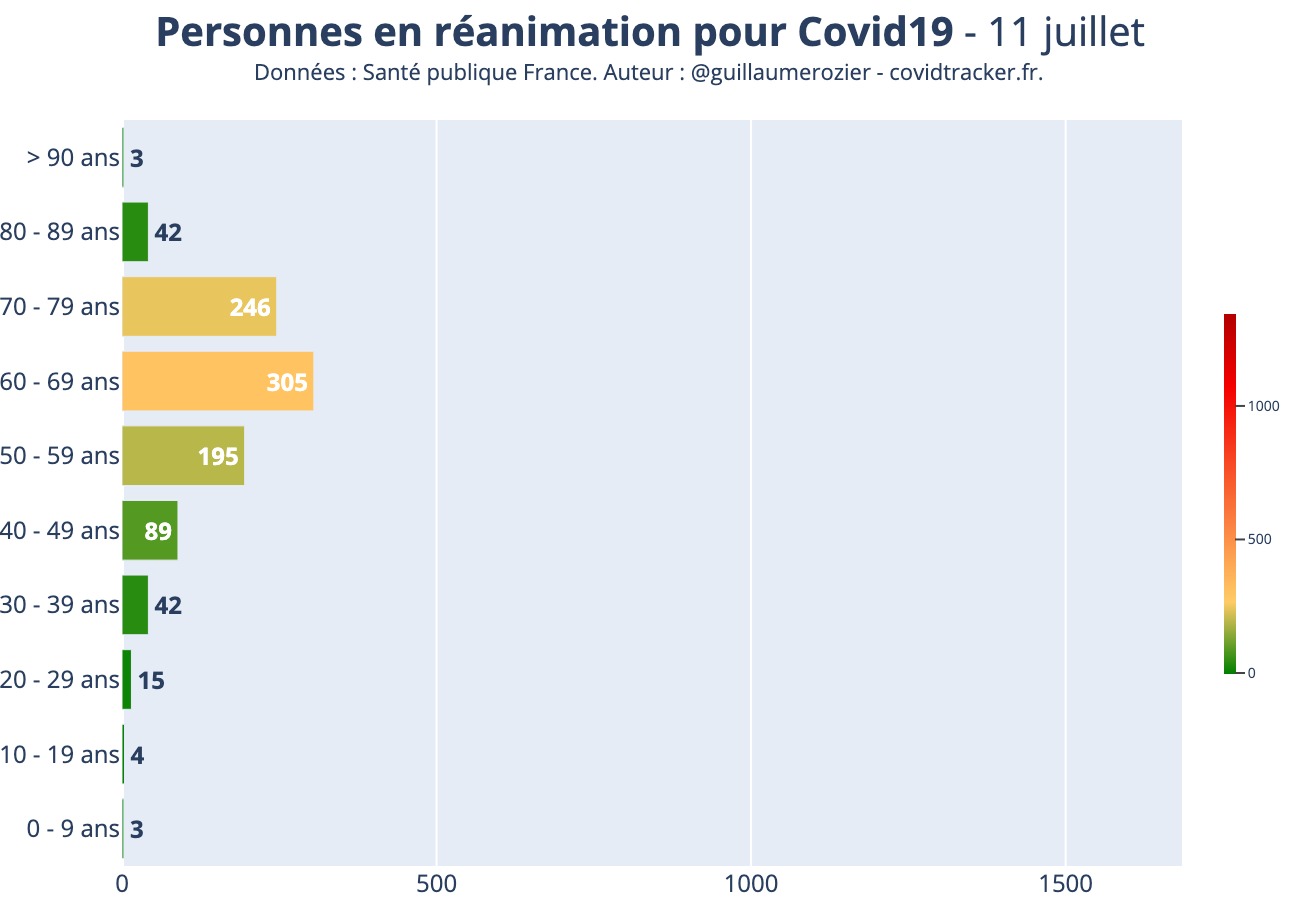 Personnes en réanimation pour Covid19 - 11 juillet
Données : Santé publique France. Auteur : @guillaumerozier - covidtracker.fr.
> 90 ans 3
80 - 89 ans 42
70 - 79 ans 246
60 - 69 ans 305
50 - 59 ans 195
40 - 49 ans 89
30 - 39 ans 42
20 - 29 ans 15
10 - 19 ans 4
0 - 9 ans 3
0 500 1000 1500
1000
500
0